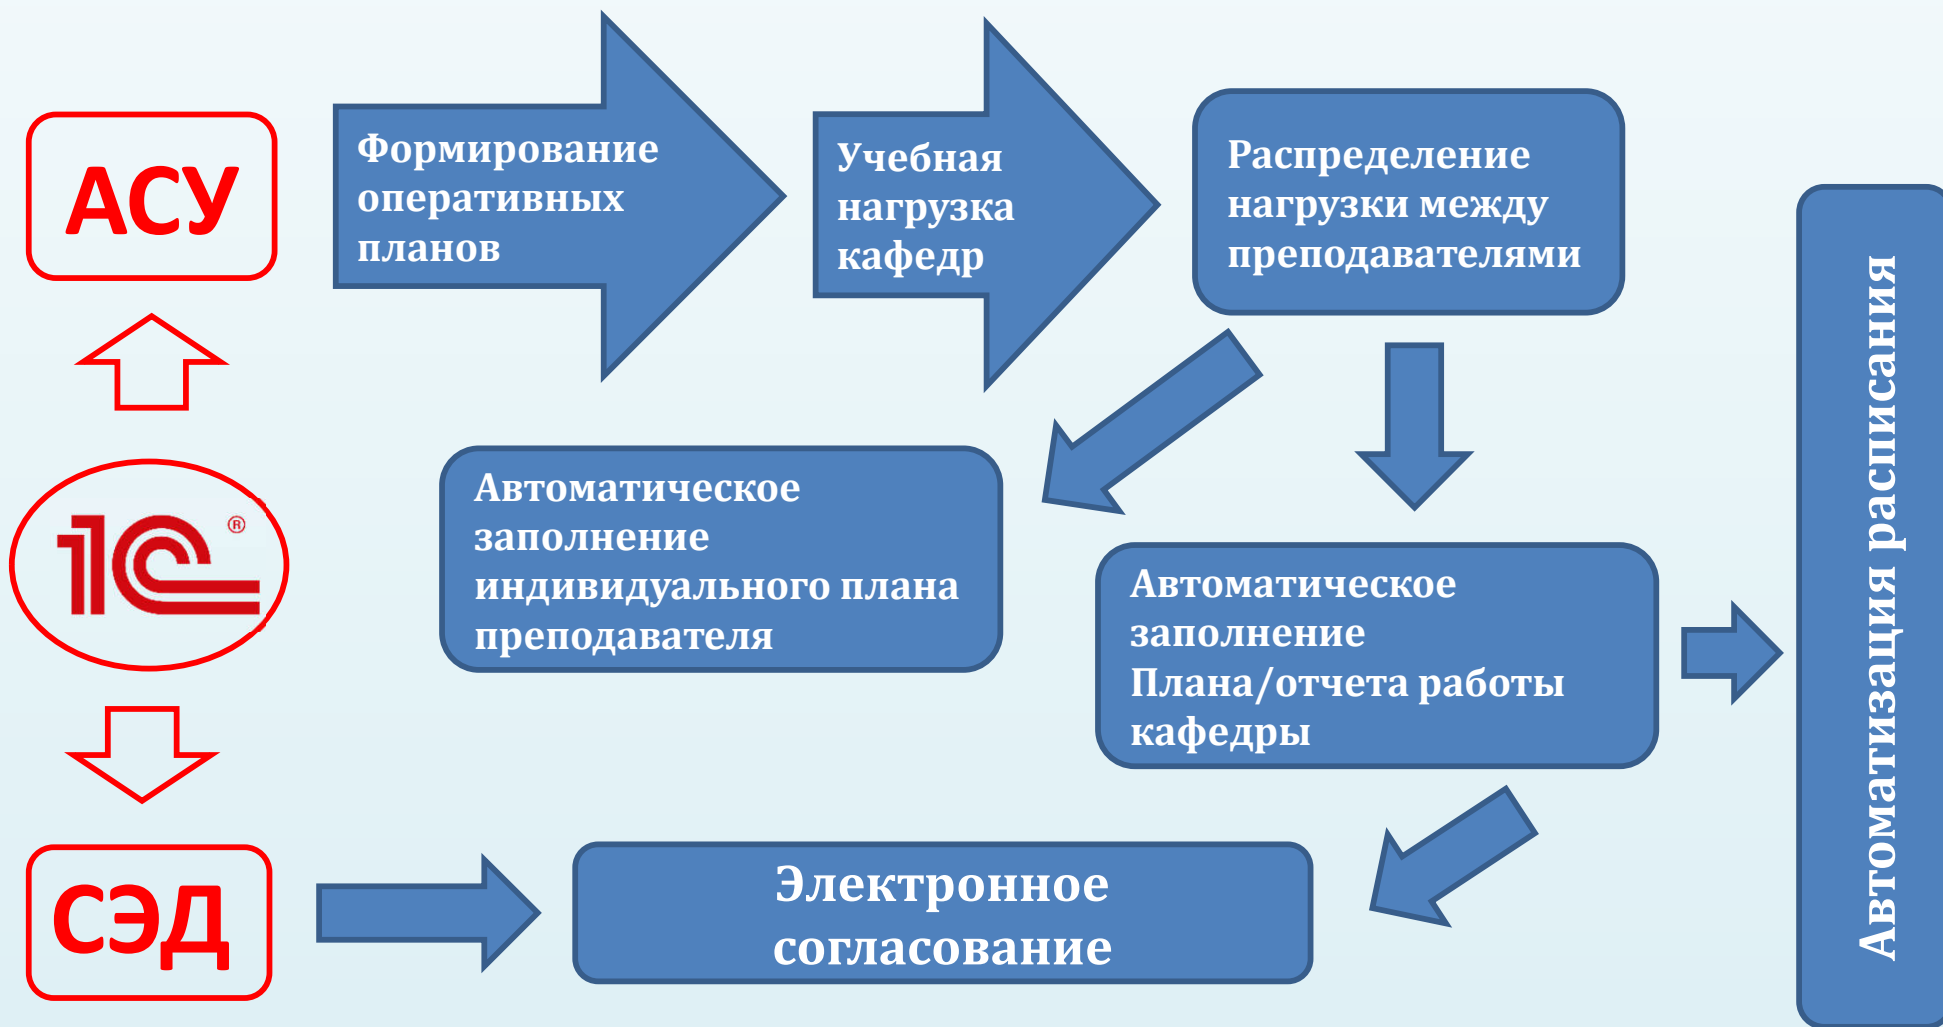 АСУ
Формирование
оперативных
планов
Учебная
нагрузка
кафедр
Распределение
нагрузки между
преподавателями
Автоматизация расписания
1С®
Автоматическое
заполнение
индивидуального плана
преподавателя
Автоматическое
заполнение
Плана/отчета работы
кафедры
СЭД
Электронное
согласование